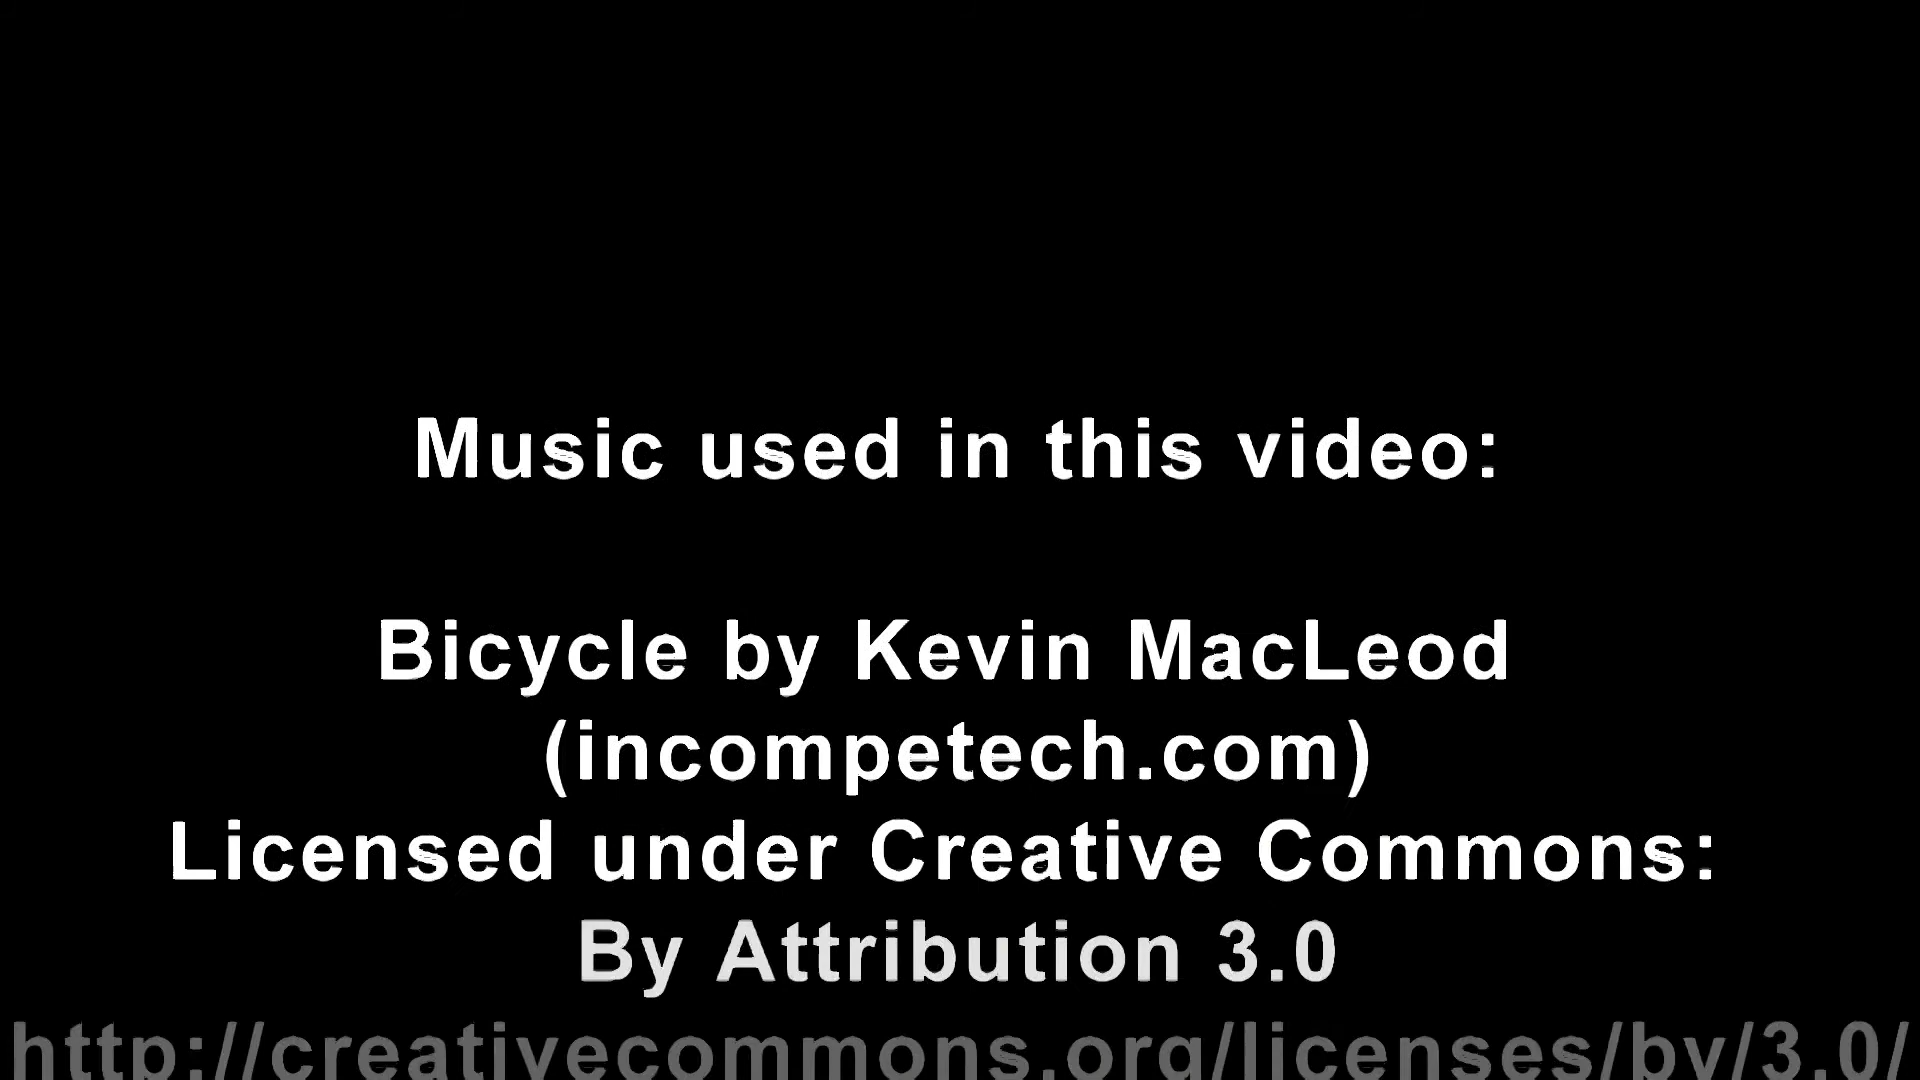 Music used in this video:
Bicycle by Kevin MacLeod
(incompetech.com)
Licensed under Creative Commons:
By Attribution 3.0
http://creativecommons.org/licenses/by/3.0/